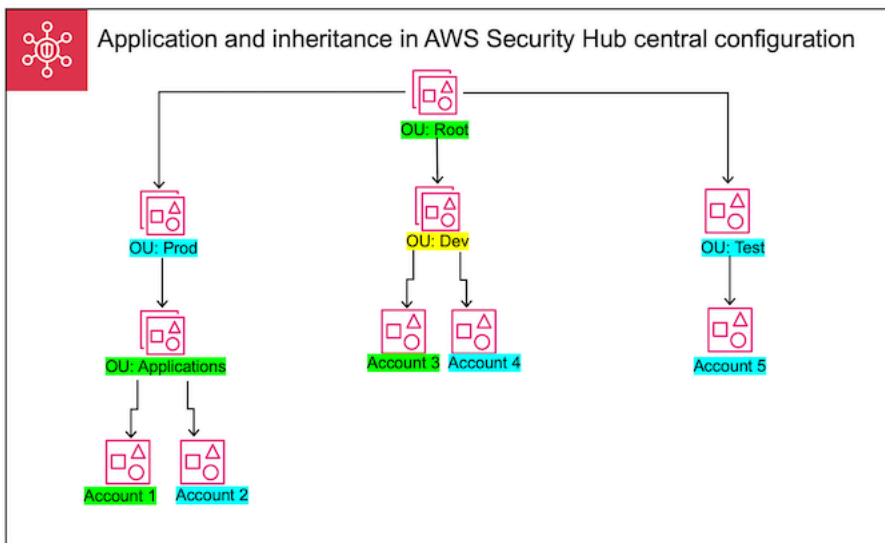 Application and inheritance in AWS Security Hub central configuration
OU: Root
OU: Prod
OU: Dev
OU: Test
OU: Applications
Account 3
Account 4
Account 5
Account 1
Account 2